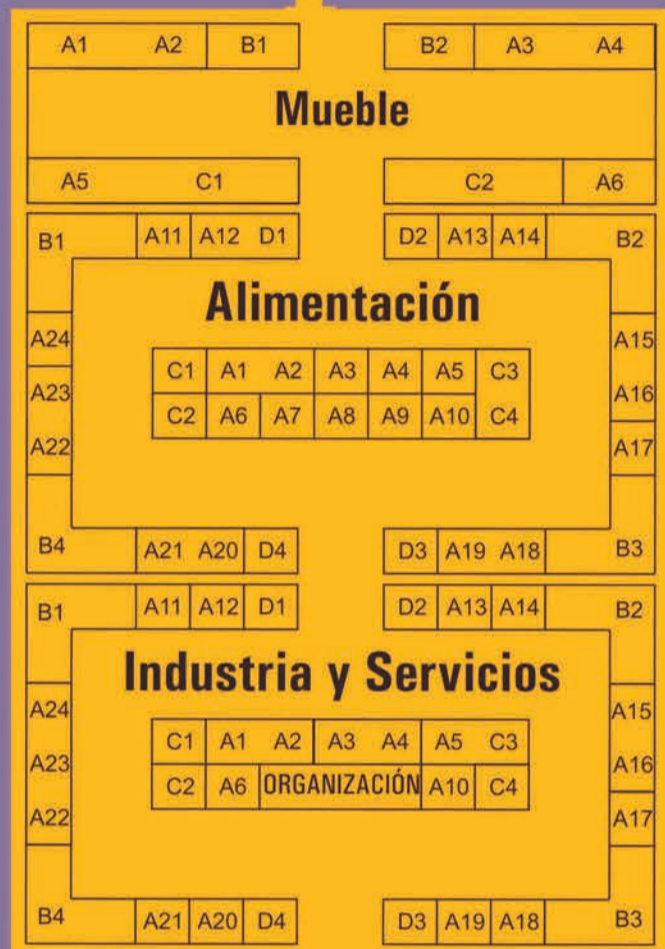 A1 A2 B1 B2 A3 A4
Mueble
A5 C1 C2 A6
B1 A11 A12 D1 D2 A13 A14 B2
Alimentación
A24 A15
C1 A1 A2 A3 A4 A5 C3
A23 A16
C2 A6 A7 A8 A9 A10 C4
A22 A17
B4 A21 A20 D4 D3 A19 A18 B3
B1 A11 A12 D1 D2 A13 A14 B2
Industria y Servicios
A24 A15
C1 A1 A2 A3 A4 A5 C3
A23 A16
C2 A6 ORGANIZACIÓN A10 C4
A22 A17
B4 A21 A20 D4 D3 A19 A18 B3